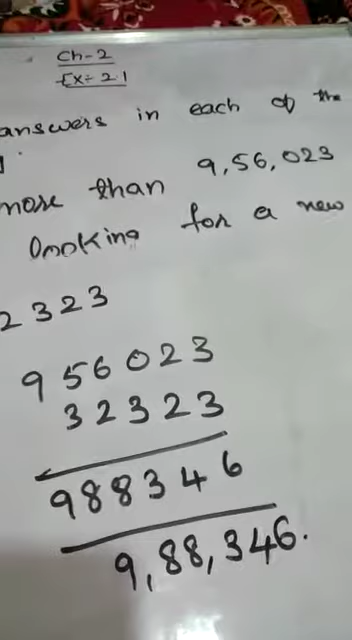 Ch-2
Ex÷ 2.1
answers in each of the
more than 9,56,023
looking for a new
2323
956023
32323
988346
9,88,346.